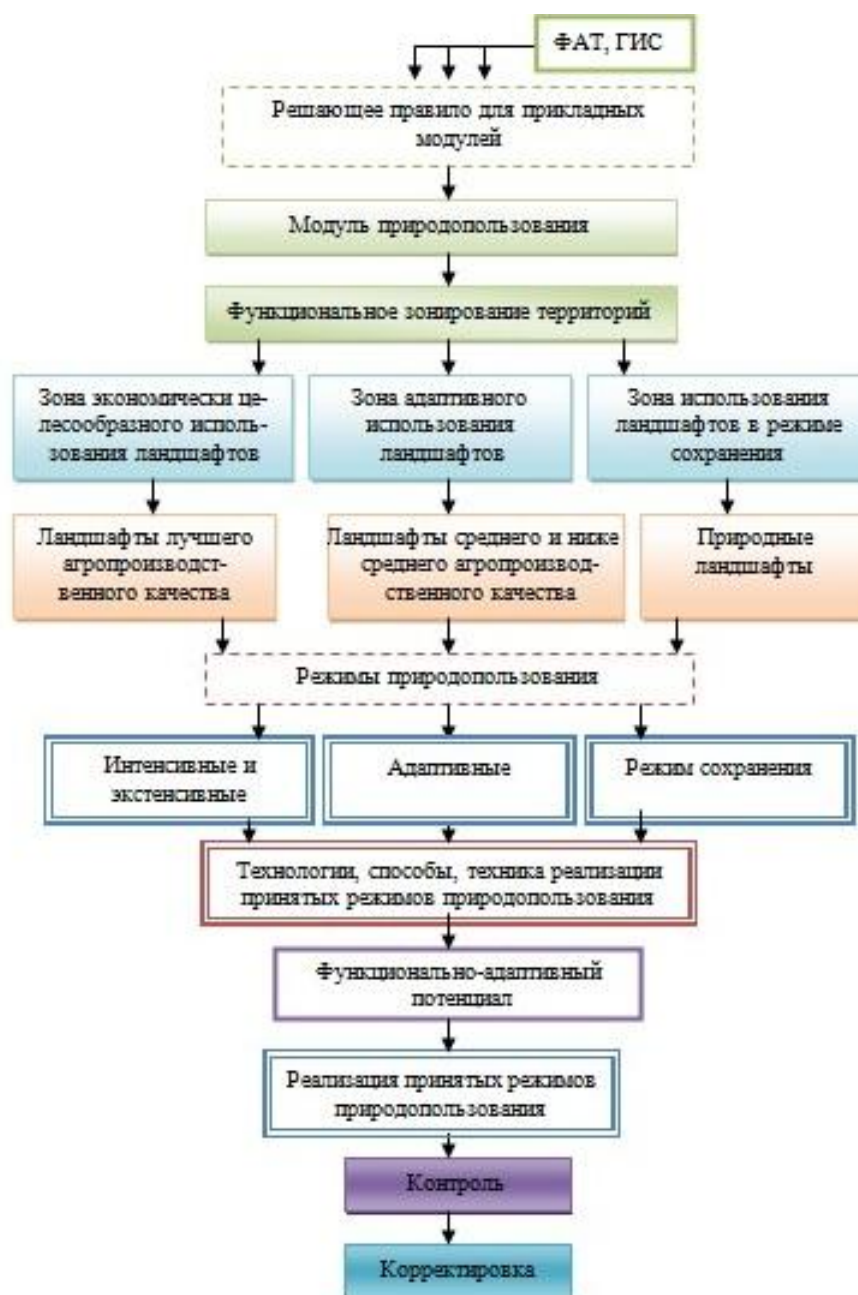 ФАТ, ГИС
Решающее правило для прикладных
модулей
Модуль природопользования
Функциональное зонирование территорий
Зона экономически це-
лесообразного исполь-
зования ландшафтов
Зона адаптивного
использования
ландшафтов
Зона использования
ландшафтов в режиме
сохранения
Ландшафты лучшего
агропроизводст-
венного качества
Ландшафты среднего и ниже
среднего агропроизвод-
ственного качества
Природные
ландшафты
Режимы природопользования
Интенсивные и
экстенсивные
Адаптивные
Режим сохранения
Технологии, способы, техника реализации
принятых режимов природопользования
Функционально-адаптивный
потенциал
Реализация принятых режимов
природопользования
Контроль
Корректировка